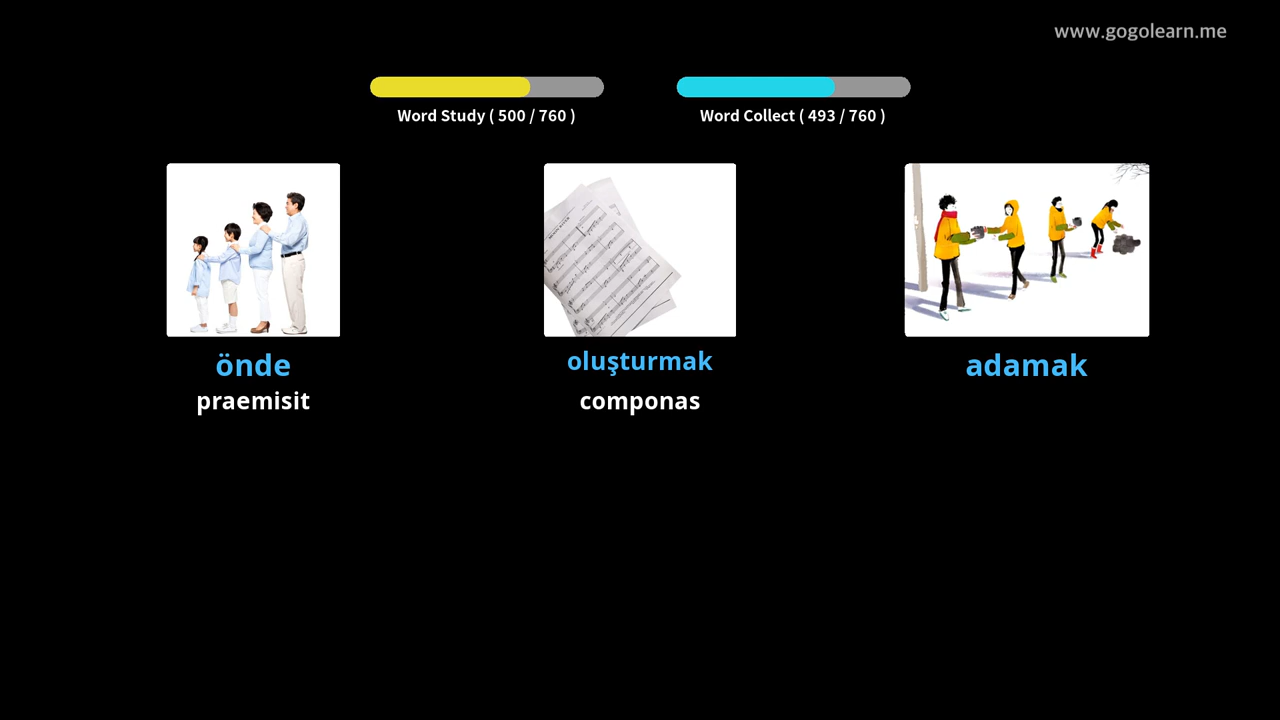 www.gogolearn.me
Word Study ( 500 / 760 )
Word Collect ( 493 / 760 )
önde
praemisit
oluşturmak
componas
adamak